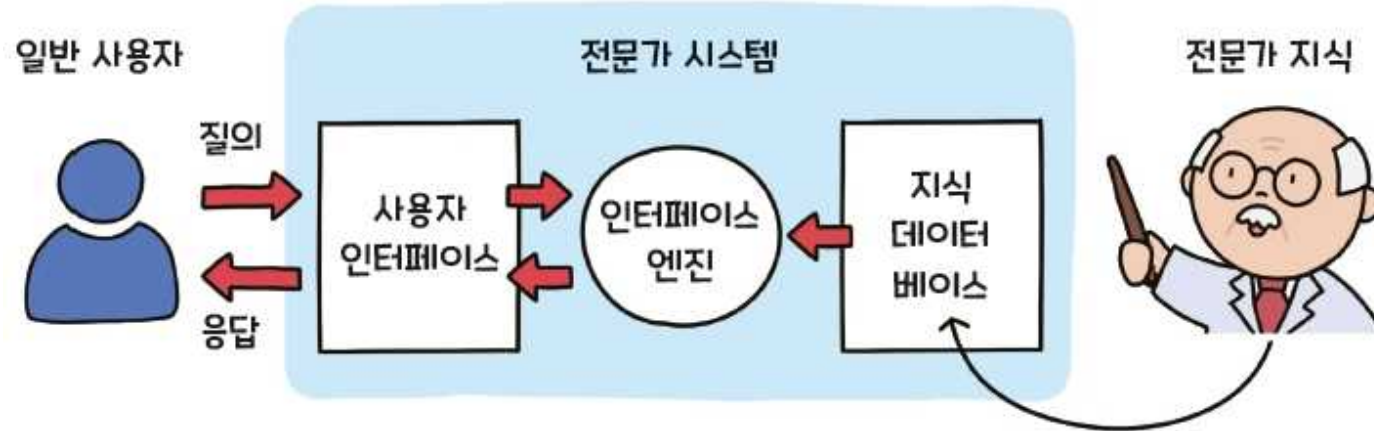 일반 사용자
전문가 시스템
전문가 지식
질의
응답
사용자
인터페이스
인터페이스
엔진
지식
데이터
베이스